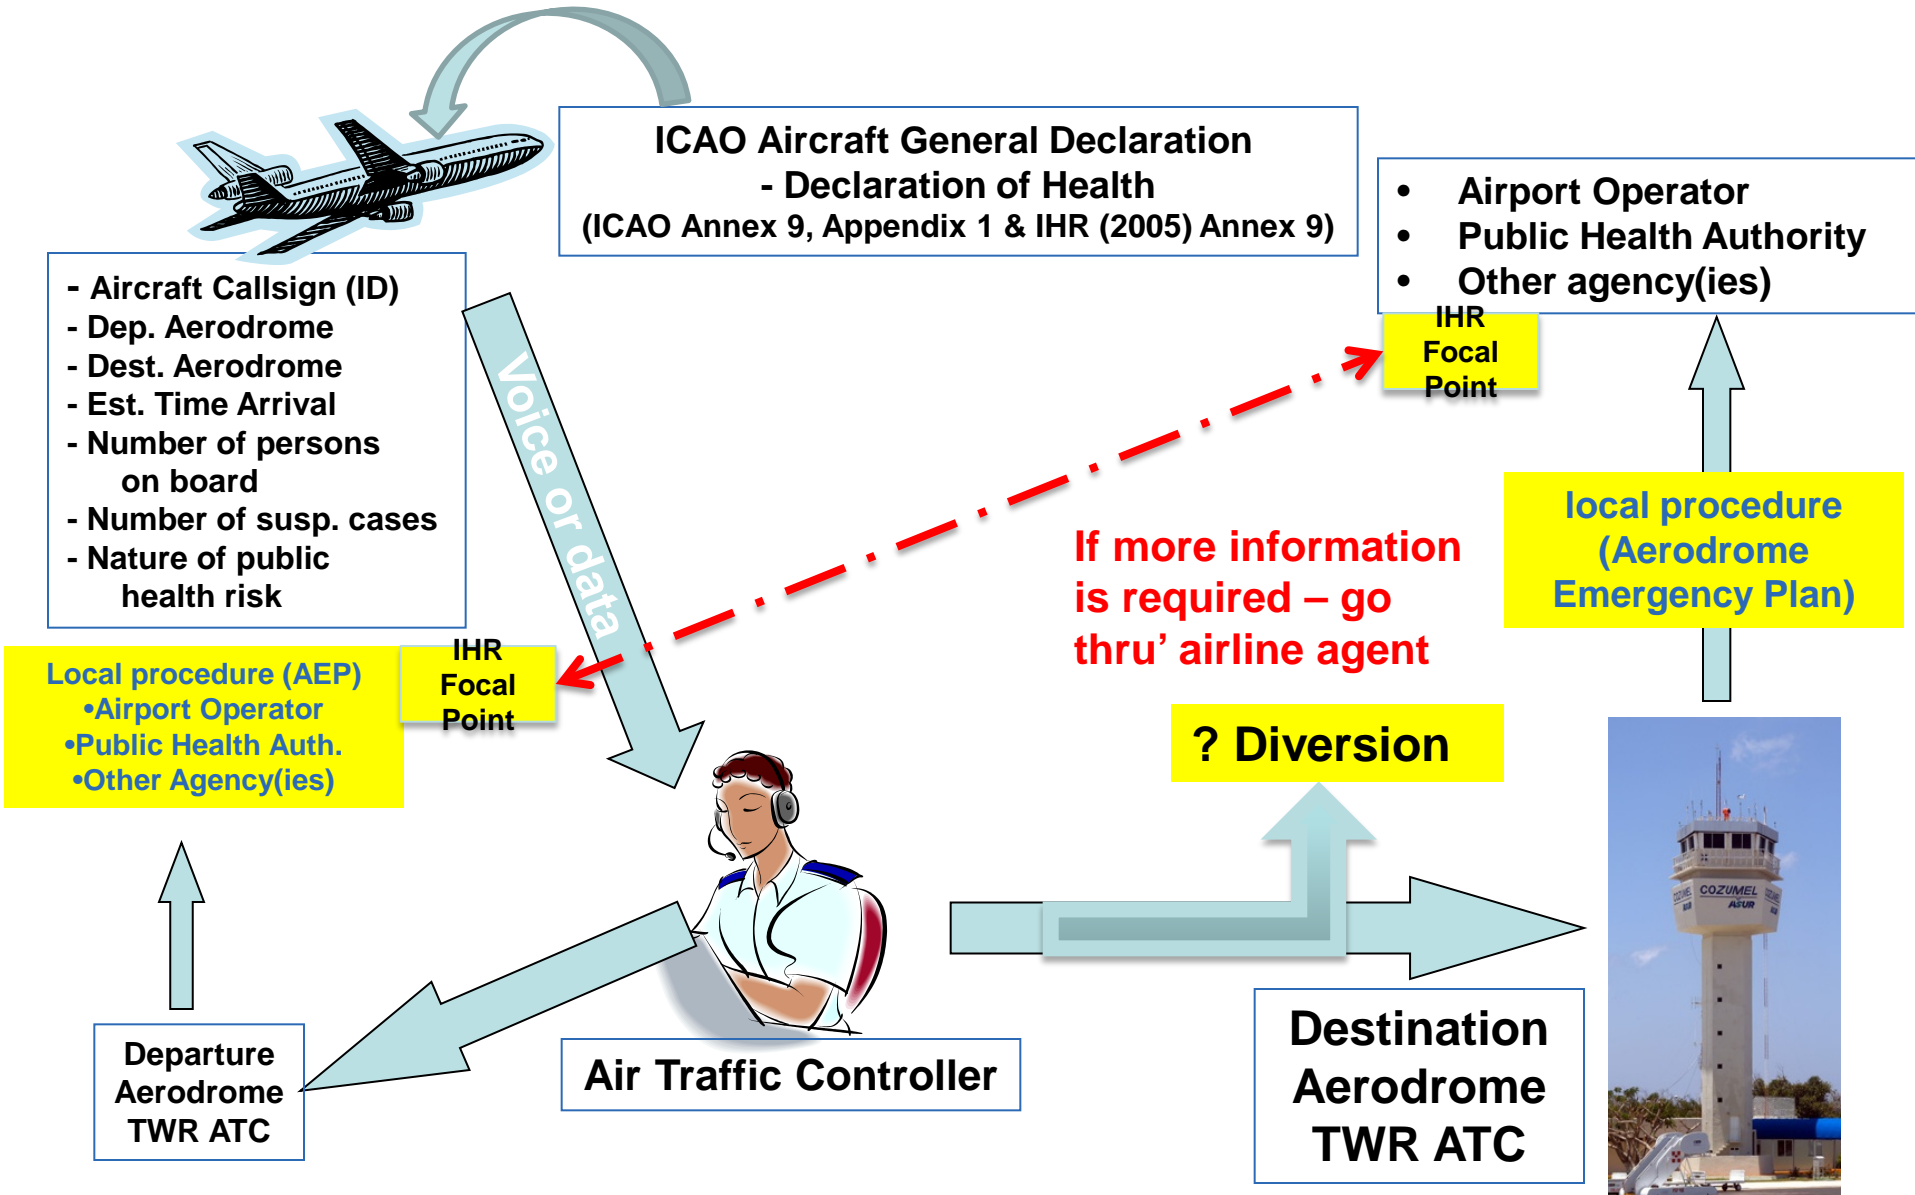 ICAO Aircraft General Declaration
- Declaration of Health
(ICAO Annex 9, Appendix 1 & IHR (2005) Annex 9)
• Airport Operator
• Public Health Authority
• Other agency(ies)
IHR
Focal
Point
- Aircraft Callsign (ID)
- Dep. Aerodrome
- Dest. Aerodrome
- Est. Time Arrival
- Number of persons
on board
- Number of susp. cases
- Nature of public
health risk
Voice or data
local procedure
(Aerodrome
Emergency Plan)
If more information
is required – go
thru’ airline agent
Local procedure (AEP)
•Airport Operator
•Public Health Auth.
•Other Agency(ies)
IHR
Focal
Point
? Diversion
COZUMEL
COZUMEL
ASUR
Departure
Aerodrome
TWR ATC
Air Traffic Controller
Destination
Aerodrome
TWR ATC